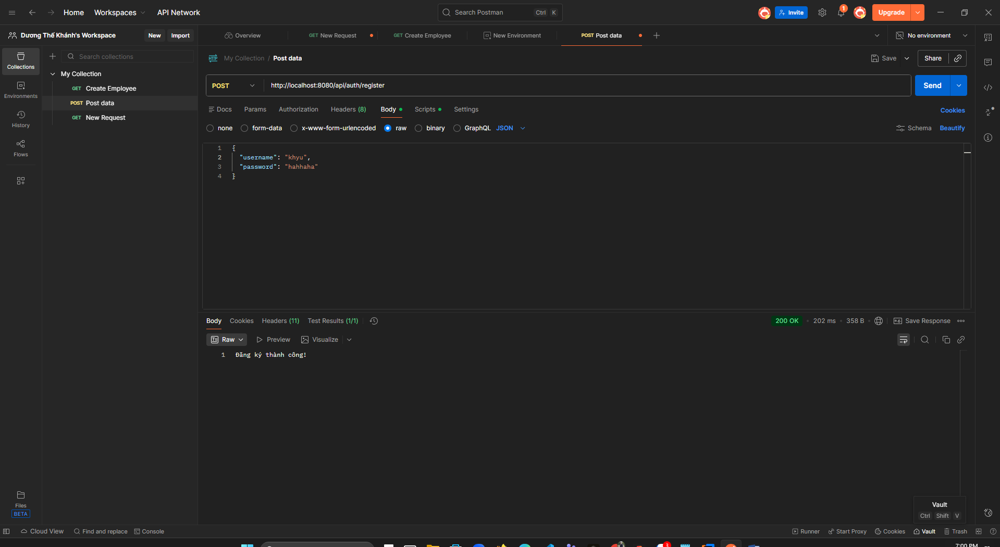 Home Workspaces API Network Search Postman Ctrl K Invite 1 Upgrade
Dương Thế Khánh's Workspace New Import Overview GET New Request GET Create Employee New Environment POST Post data No environment
Collections
Search collections
My Collection
GET Create Employee
POST Post data
GET New Request
Environments
History
Flows
Files
BETA
HTTP My Collection / Post data Save Share
POST http://localhost:8080/api/auth/register Send
Docs Params Authorization Headers (8) Body Scripts Settings Cookies
none form-data x-www-form-urlencoded raw binary GraphQL JSON Schema Beautify
1 {
2 "username": "khyu",
3 "password": "hahhaha"
4 }
Body Cookies Headers (11) Test Results (1/1) 200 OK 202 ms 358 B e.g. Save Response
Raw Preview Visualize
1 Đăng ký thành công!
Vault
Ctrl Shift V
Cloud View Find and replace Console Runner Start Proxy Cookies Vault Trash
3 7:00 PM